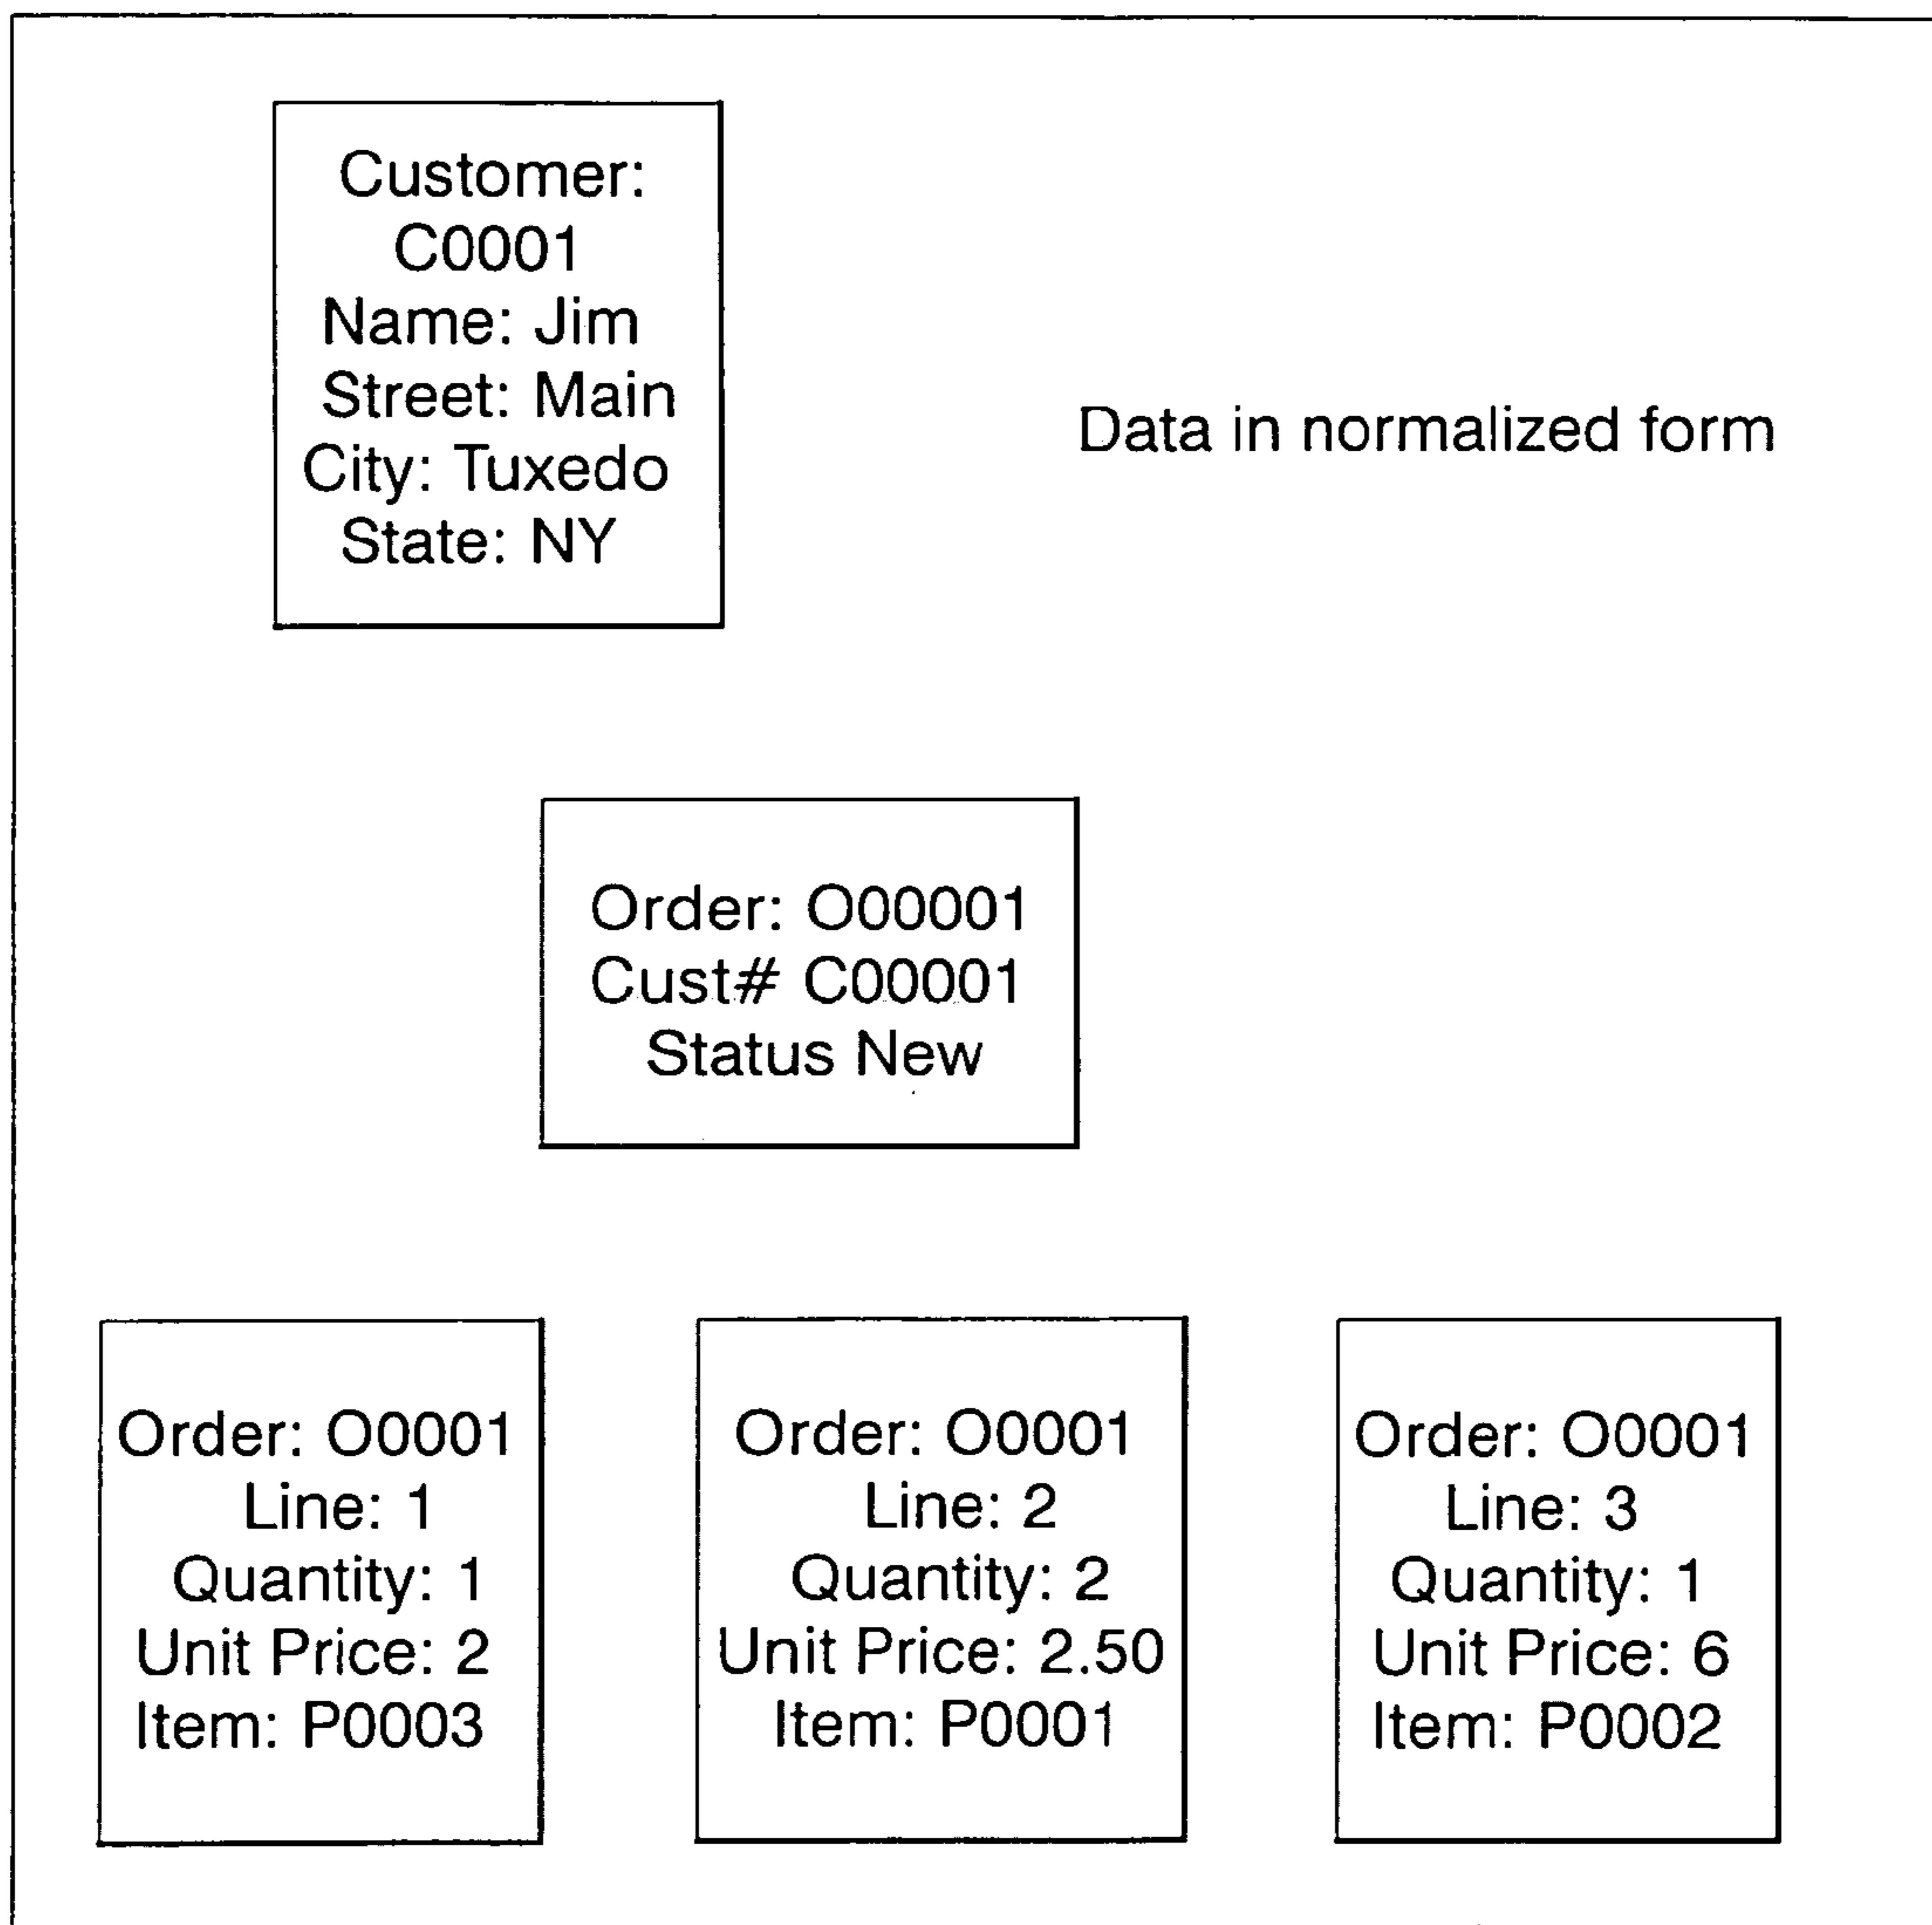 Customer:
C0001
Name: Jim
Street: Main
City: Tuxedo
State: NY
Data in normalized form
Order: O00001
Cust# C00001
Status New
Order: O0001
Line: 1
Quantity: 1
Unit Price: 2
Item: P0003
Order: O0001
Line: 2
Quantity: 2
Unit Price: 2.50
Item: P0001
Order: O0001
Line: 3
Quantity: 1
Unit Price: 6
Item: P0002